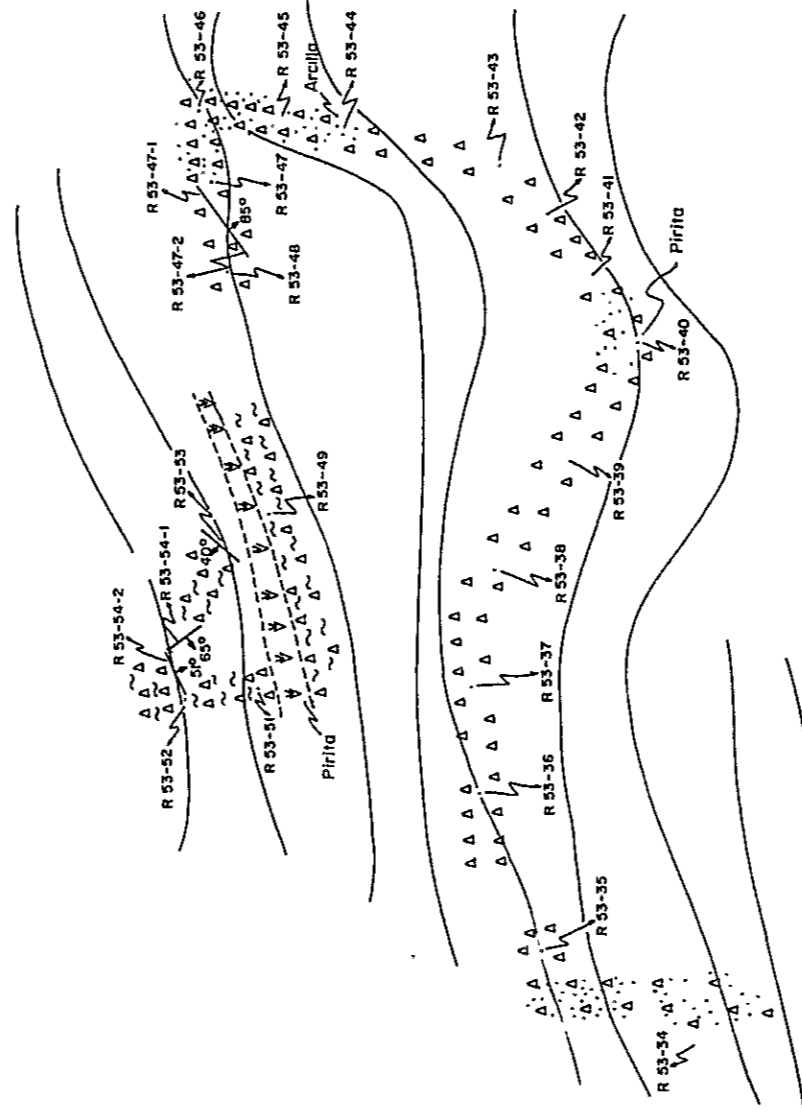 R 53-46
R 53-45
Arcilla
R 53-44
R 53-43
R 53-42
R 53-41
Pirita
R 53-40
R 53-47-1
R 53-47
85°
R 53-47-2
R 53-48
R 53-39
R 53-38
R 53-37
R 53-36
R 53-35
R 53-34
R 53-49
R 53-53
40°
R 53-54-1
65°
51°
R 53-54-2
R 53-52
R 53-51
Pirita